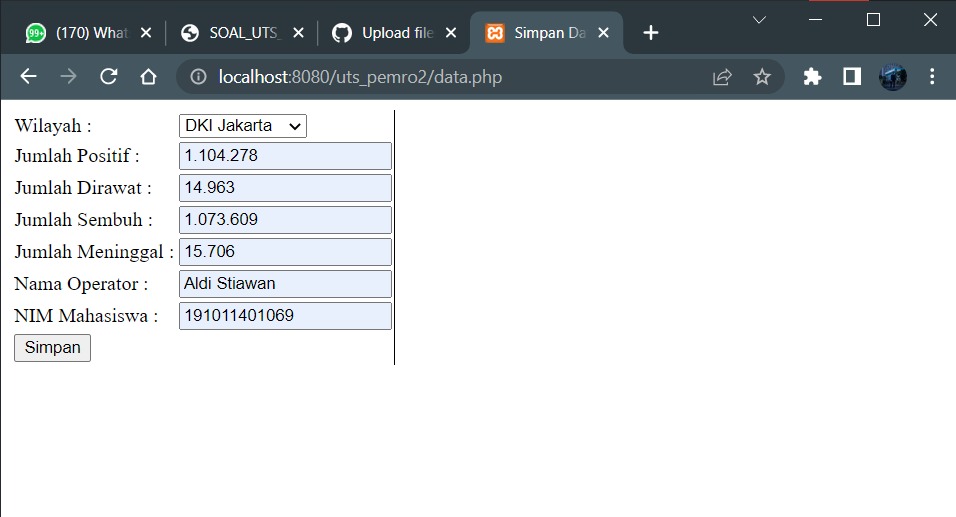 99+ (170) What
SOAL_UTS_
Upload file
Simpan Da
localhost:8080/uts_pemro2/data.php
Wilayah : DKI Jakarta
Jumlah Positif : 1.104.278
Jumlah Dirawat : 14.963
Jumlah Sembuh : 1.073.609
Jumlah Meninggal : 15.706
Nama Operator : Aldi Stiawan
NIM Mahasiswa : 191011401069
Simpan